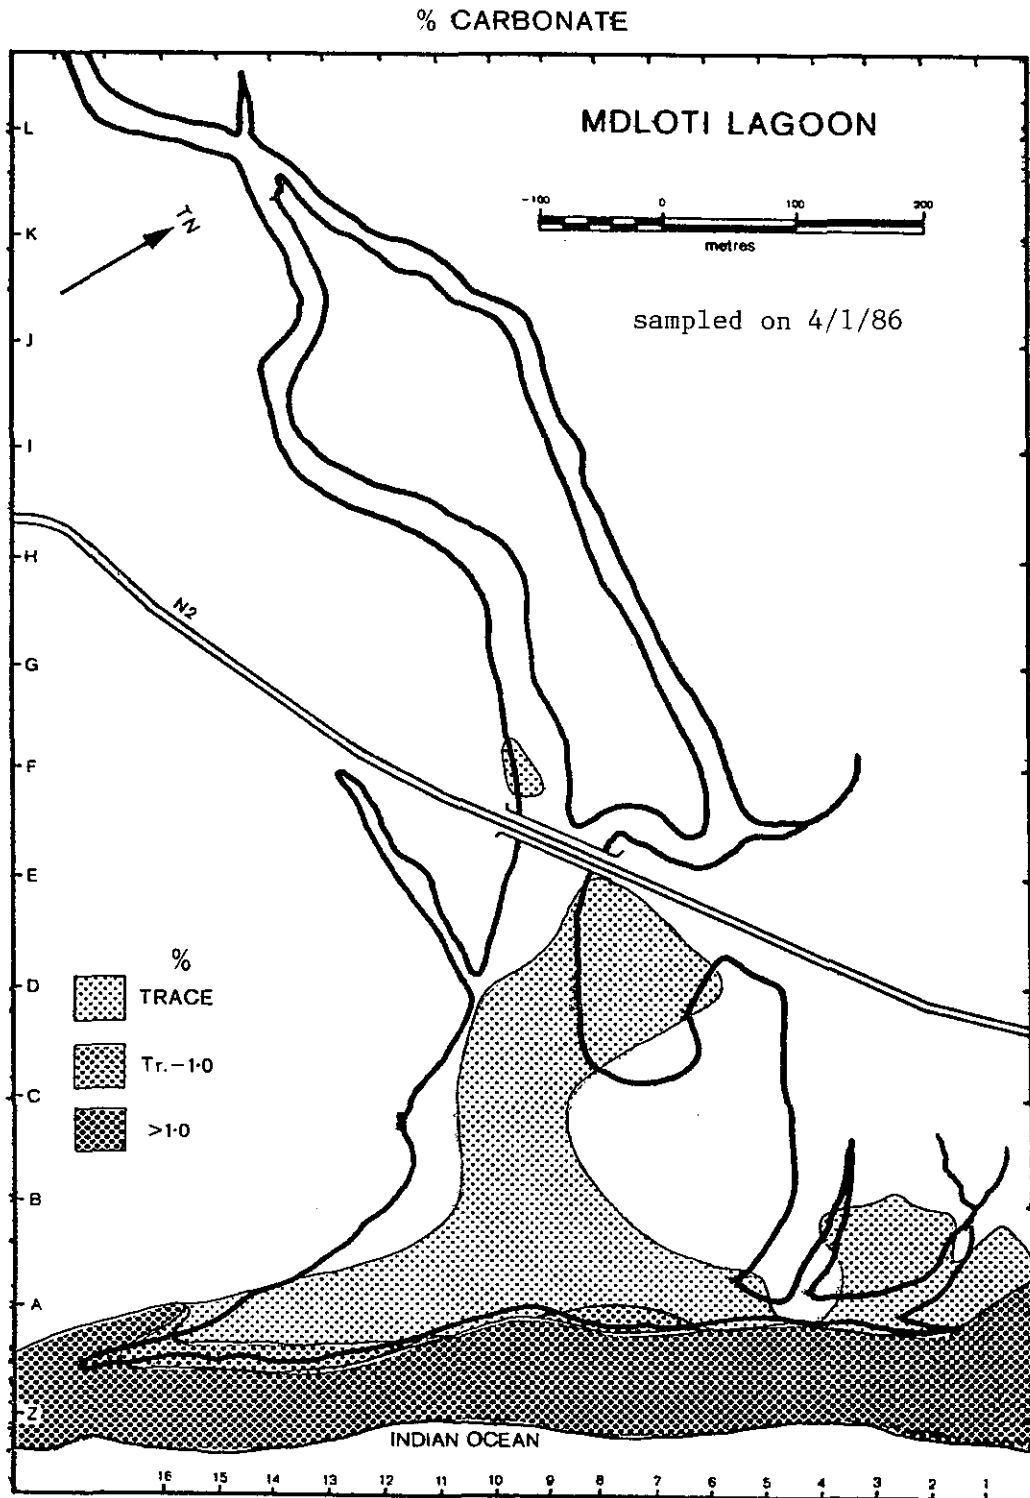 % CARBONATE
MDLOTI LAGOON
-100 0 100 200
metres
TN
sampled on 4/1/86
L
K
J
I
H
N2
G
F
E
%
D
TRACE
Tr.-1·0
C
>1·0
B
A
Z
INDIAN OCEAN
16 14 13 12 11 10 9 8 7 6 5 4 3 2 1